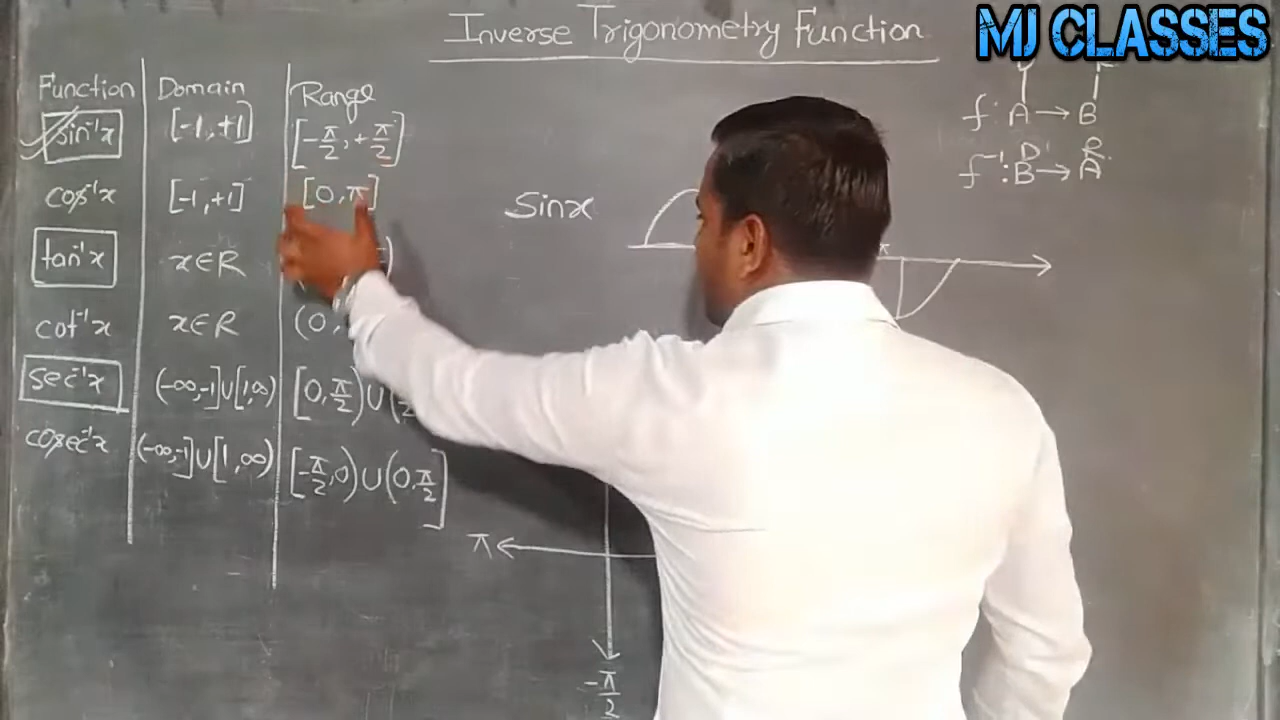 Inverse Trigonometry Function
MJ CLASSES
Function Domain Range
sin⁻¹x [-1,+1] [-π/2,+π/2]
cos⁻¹x [-1,+1] [0,π]
tan⁻¹x x∈R )
cot⁻¹x x∈R (0,
sec⁻¹x (-∞,-1]∪[1,∞) [0,π/2)∪(
cosec⁻¹x (-∞,-1]∪[1,∞) [-π/2,0)∪(0,π/2]
f: A→B
D' R'
f⁻¹: B→A
Sinx
π
π
-π/2